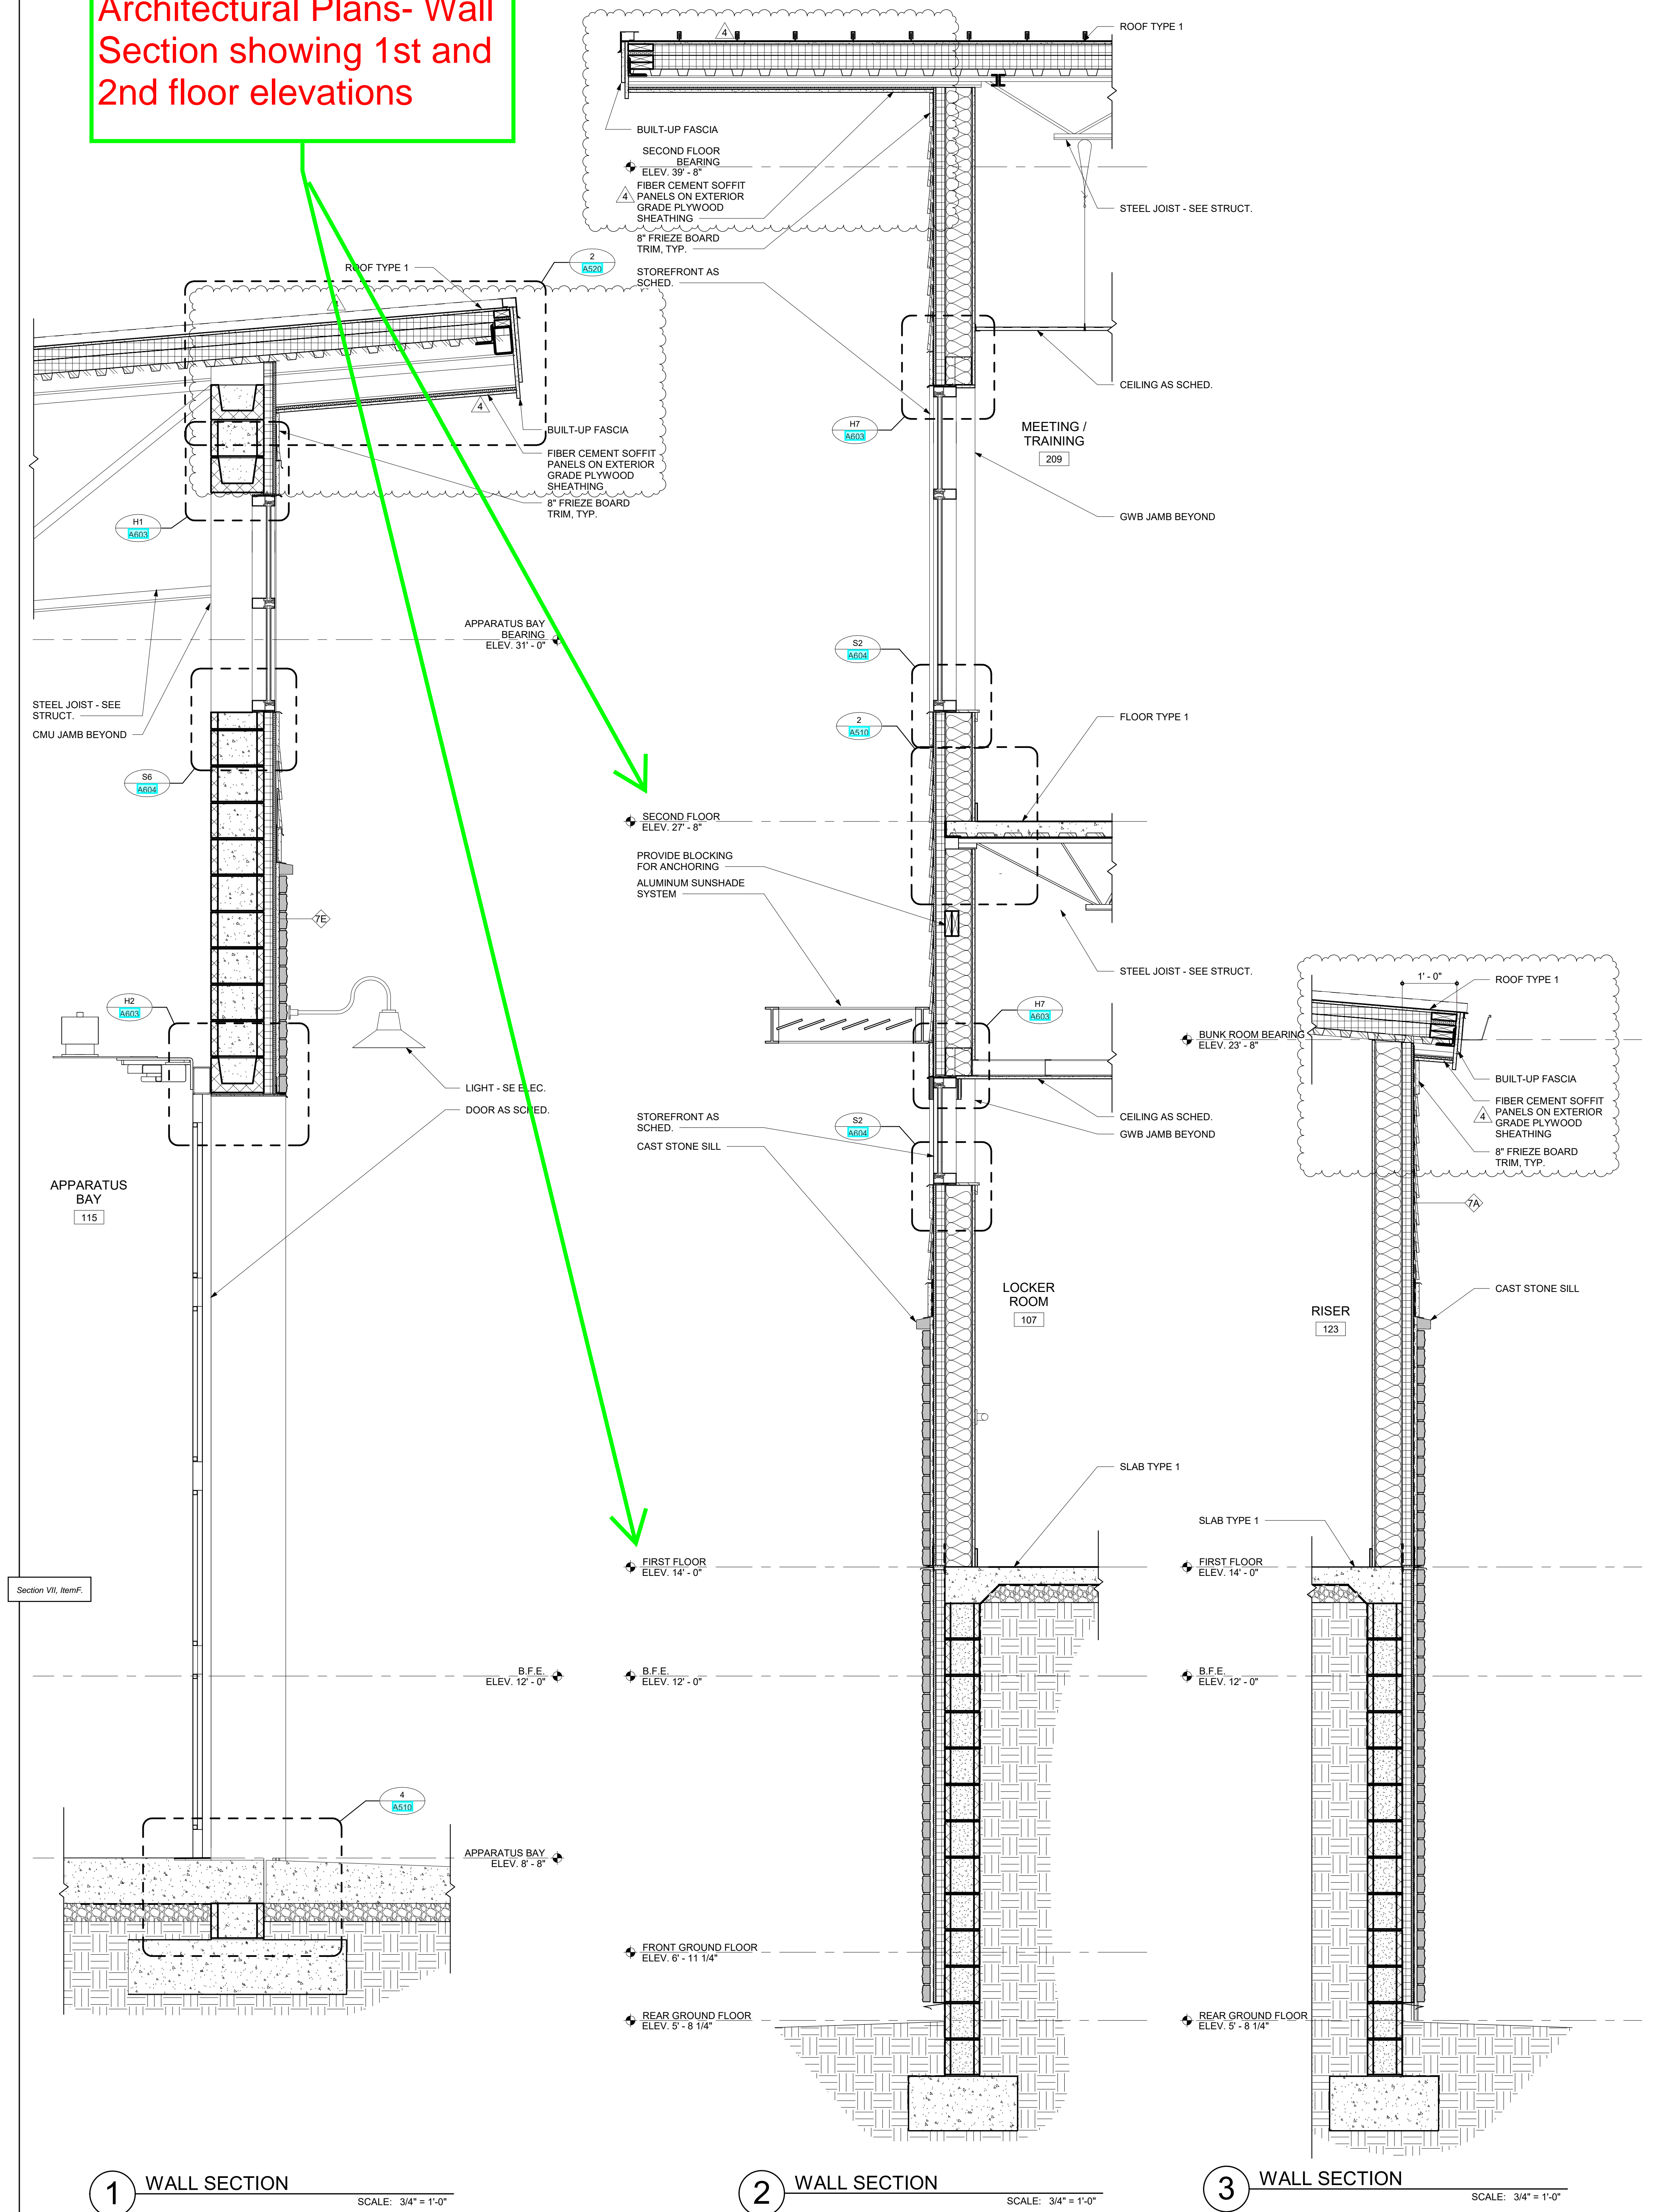 Architectural Plans- Wall
Section showing 1st and
2nd floor elevations
Section VII, ItemF.
ROOF TYPE 1
2
A520
4
4
BUILT-UP FASCIA
FIBER CEMENT SOFFIT
PANELS ON EXTERIOR
GRADE PLYWOOD
SHEATHING
8" FRIEZE BOARD
TRIM, TYP.
H1
A603
APPARATUS BAY
BEARING
ELEV. 31' - 0"
STEEL JOIST - SEE
STRUCT.
CMU JAMB BEYOND
S6
A604
7E
H2
A603
LIGHT - SE ELEC.
DOOR AS SCHED.
APPARATUS
BAY
115
B.F.E.
ELEV. 12' - 0"
4
A510
APPARATUS BAY
ELEV. 8' - 8"
1
WALL SECTION
SCALE: 3/4" = 1'-0"
4
ROOF TYPE 1
BUILT-UP FASCIA
SECOND FLOOR
BEARING
ELEV. 39' - 8"
4
FIBER CEMENT SOFFIT
PANELS ON EXTERIOR
GRADE PLYWOOD
SHEATHING
8" FRIEZE BOARD
TRIM, TYP.
STOREFRONT AS
SCHED.
STEEL JOIST - SEE STRUCT.
CEILING AS SCHED.
H7
A603
MEETING /
TRAINING
209
GWB JAMB BEYOND
S2
A604
2
A510
FLOOR TYPE 1
SECOND FLOOR
ELEV. 27' - 8"
PROVIDE BLOCKING
FOR ANCHORING
ALUMINUM SUNSHADE
SYSTEM
STEEL JOIST - SEE STRUCT.
H7
A603
STOREFRONT AS
SCHED.
CAST STONE SILL
S2
A604
CEILING AS SCHED.
GWB JAMB BEYOND
LOCKER
ROOM
107
SLAB TYPE 1
FIRST FLOOR
ELEV. 14' - 0"
B.F.E.
ELEV. 12' - 0"
FRONT GROUND FLOOR
ELEV. 6' - 11 1/4"
REAR GROUND FLOOR
ELEV. 5' - 8 1/4"
2
WALL SECTION
SCALE: 3/4" = 1'-0"
1' - 0"
ROOF TYPE 1
BUNK ROOM BEARING
ELEV. 23' - 8"
BUILT-UP FASCIA
4
FIBER CEMENT SOFFIT
PANELS ON EXTERIOR
GRADE PLYWOOD
SHEATHING
8" FRIEZE BOARD
TRIM, TYP.
7A
CAST STONE SILL
RISER
123
SLAB TYPE 1
FIRST FLOOR
ELEV. 14' - 0"
B.F.E.
ELEV. 12' - 0"
REAR GROUND FLOOR
ELEV. 5' - 8 1/4"
3
WALL SECTION
SCALE: 3/4" = 1'-0"